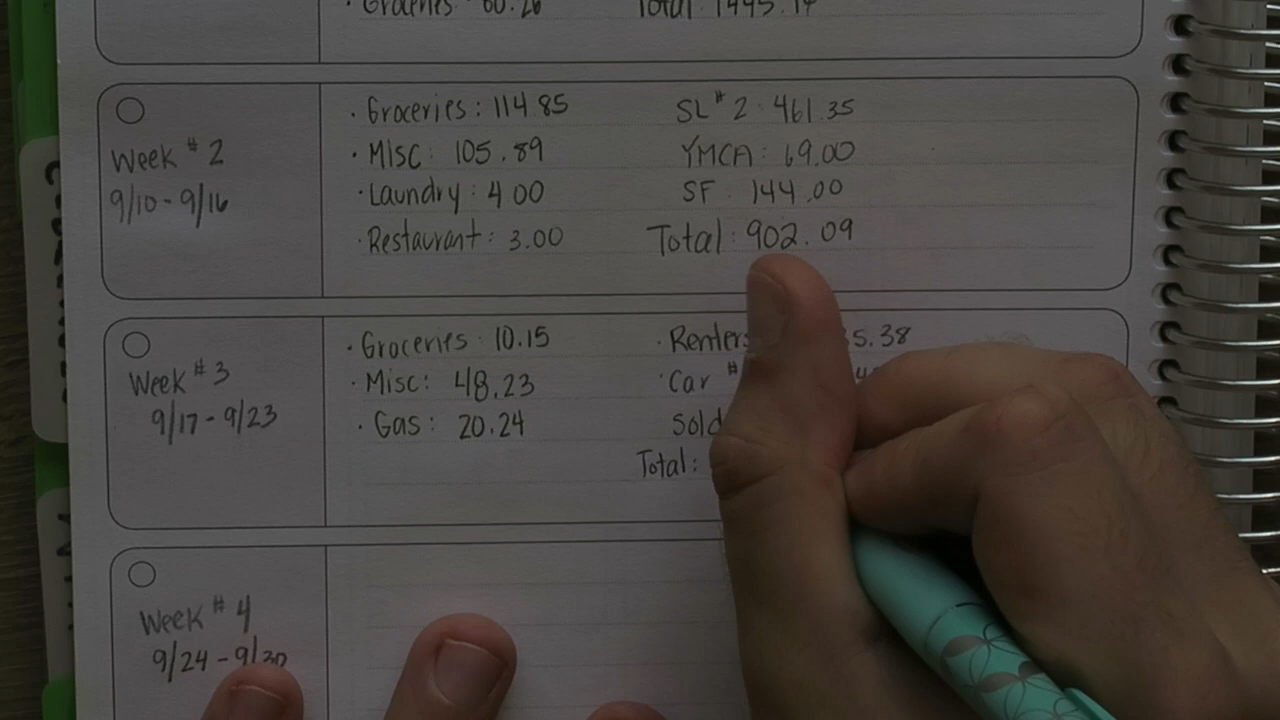 · Groceries 60.26 Total: 1445.14
Week #2
9/10 - 9/16
· Groceries: 114.85
· Misc: 105.89
· Laundry: 4.00
· Restaurant: 3.00
SL #2: 461.35
YMCA: 69.00
SF: 144.00
Total: 902.09
Week #3
9/17 - 9/23
· Groceries: 10.15
· Misc: 48.23
· Gas: 20.24
· Renters 5.38
· Car #
Sold
Total:
Week #4
9/24 - 9/30